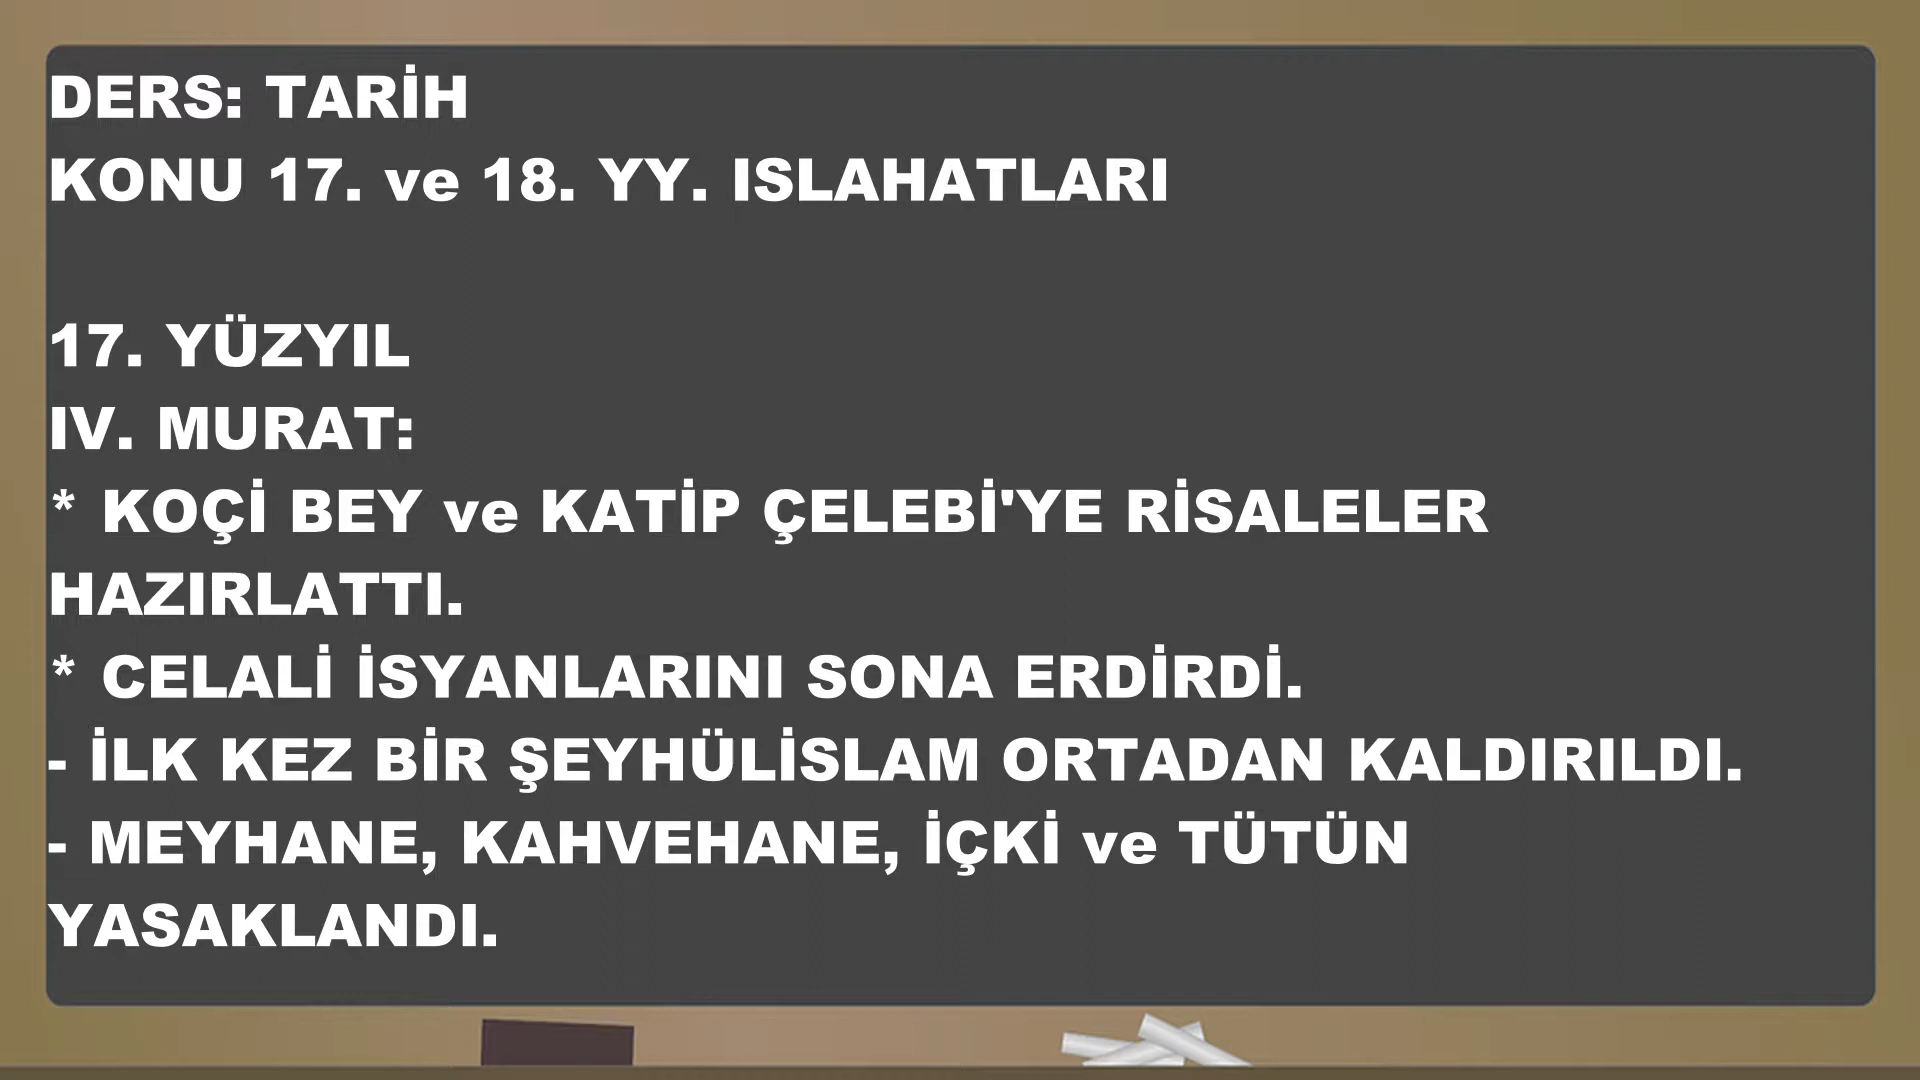 DERS: TARİH
KONU 17. ve 18. YY. ISLAHATLARI
17. YÜZYIL
IV. MURAT:
* KOÇİ BEY ve KATİP ÇELEBİ'YE RİSALELER
HAZIRLATTI.
* CELALİ İSYANLARINI SONA ERDİRDİ.
- İLK KEZ BİR ŞEYHÜLİSLAM ORTADAN KALDIRILDI.
- MEYHANE, KAHVEHANE, İÇKİ ve TÜTÜN
YASAKLANDI.